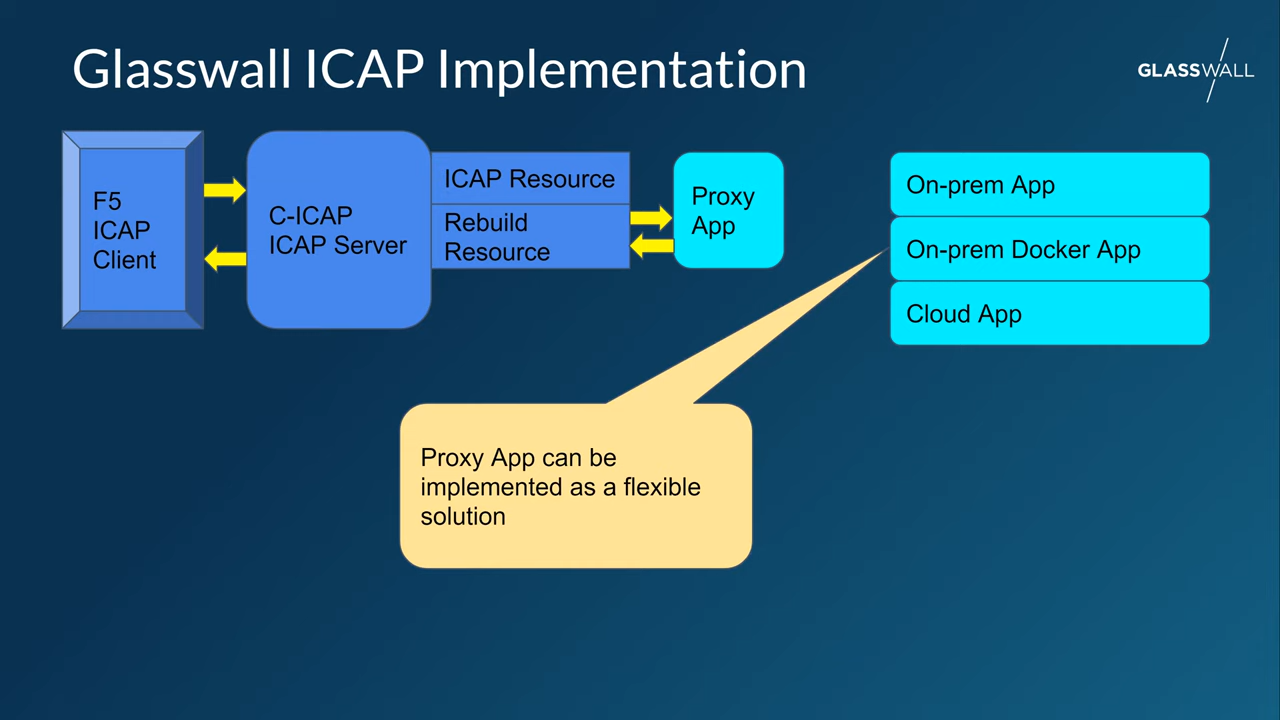 Glasswall ICAP Implementation
GLASSWALL
F5
ICAP
Client
C-ICAP
ICAP Server
ICAP Resource
Rebuild
Resource
Proxy
App
On-prem App
On-prem Docker App
Cloud App
Proxy App can be
implemented as a flexible
solution